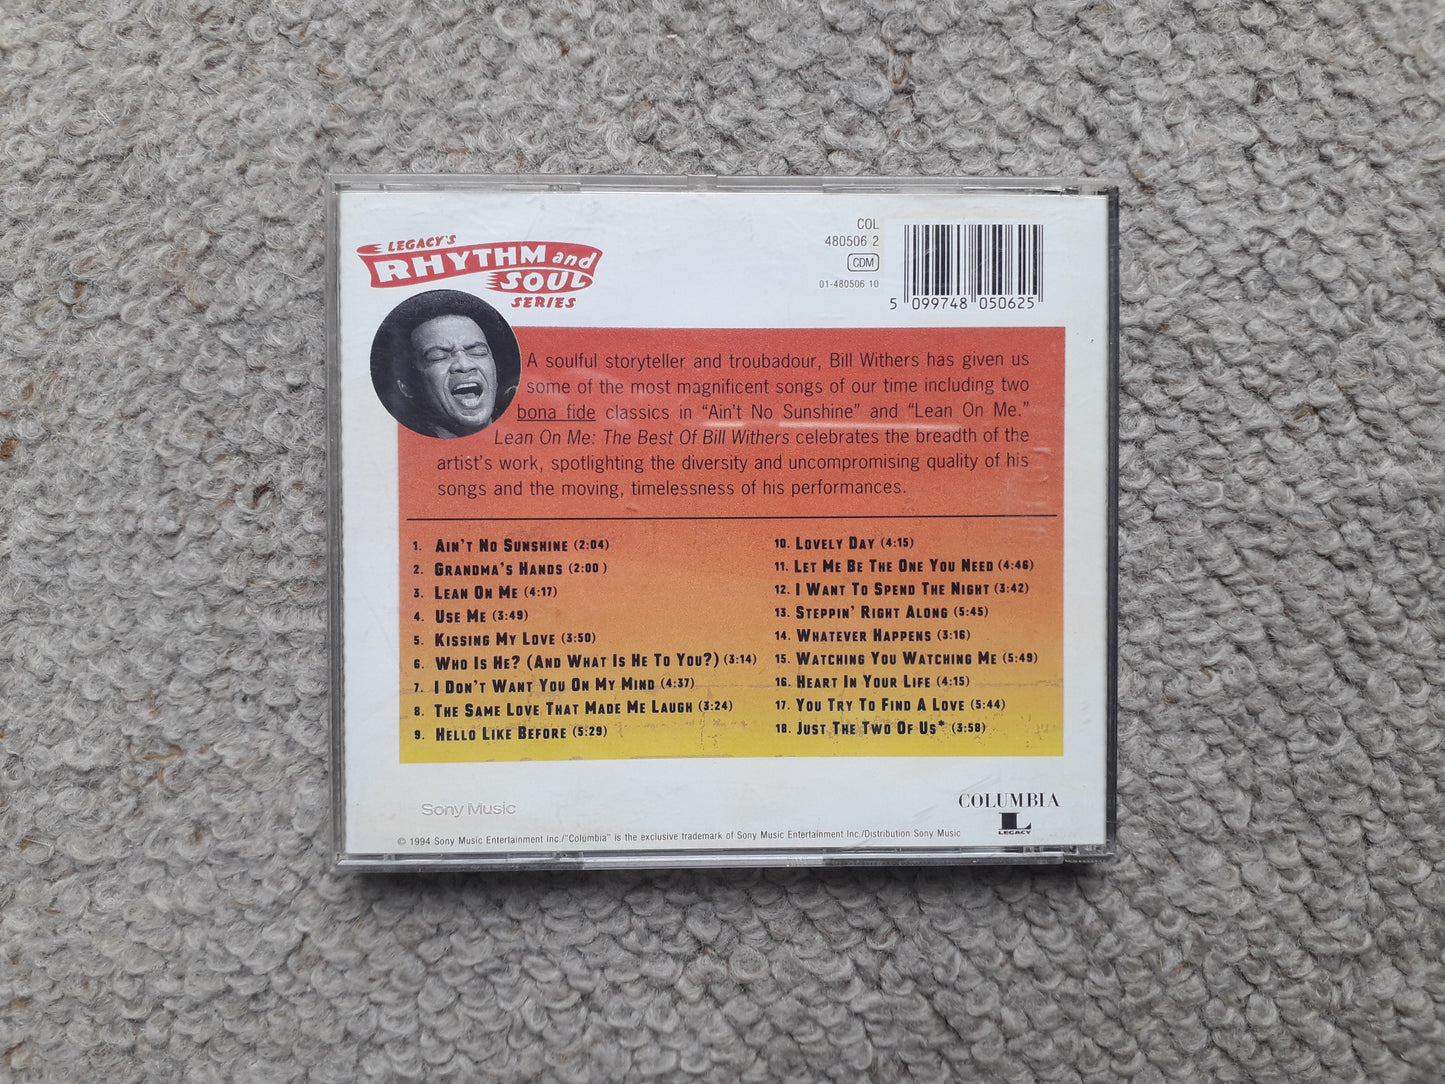 LEGACY'S
RHYTHM and
SOUL
SERIES
COL
480506 2
CDM
01-480506 10
5 099748 050625
A soulful storyteller and troubadour, Bill Withers has given us
some of the most magnificent songs of our time including two
bona fide classics in "Ain't No Sunshine" and "Lean On Me."
Lean On Me: The Best Of Bill Withers celebrates the breadth of the
artist's work, spotlighting the diversity and uncompromising quality of his
songs and the moving, timelessness of his performances.
1. AIN'T NO SUNSHINE (2:04)
2. GRANDMA'S HANDS (2:00 )
3. LEAN ON ME (4:17)
4. USE ME (3:49)
5. KISSING MY LOVE (3:50)
6. WHO IS HE? (AND WHAT IS HE TO YOU?) (3:14)
7. I DON'T WANT YOU ON MY MIND (4:37)
8. THE SAME LOVE THAT MADE ME LAUGH (3:24)
9. HELLO LIKE BEFORE (5:29)
10. LOVELY DAY (4:15)
11. LET ME BE THE ONE YOU NEED (4:46)
12. I WANT TO SPEND THE NIGHT (3:42)
13. STEPPIN' RIGHT ALONG (5:45)
14. WHATEVER HAPPENS (3:16)
15. WATCHING YOU WATCHING ME (5:49)
16. HEART IN YOUR LIFE (4:15)
17. YOU TRY TO FIND A LOVE (5:44)
18. JUST THE TWO OF US* (3:58)
Sony Music
COLUMBIA
L
LEGACY
© 1994 Sony Music Entertainment Inc./"Columbia" is the exclusive trademark of Sony Music Entertainment Inc./Distribution Sony Music